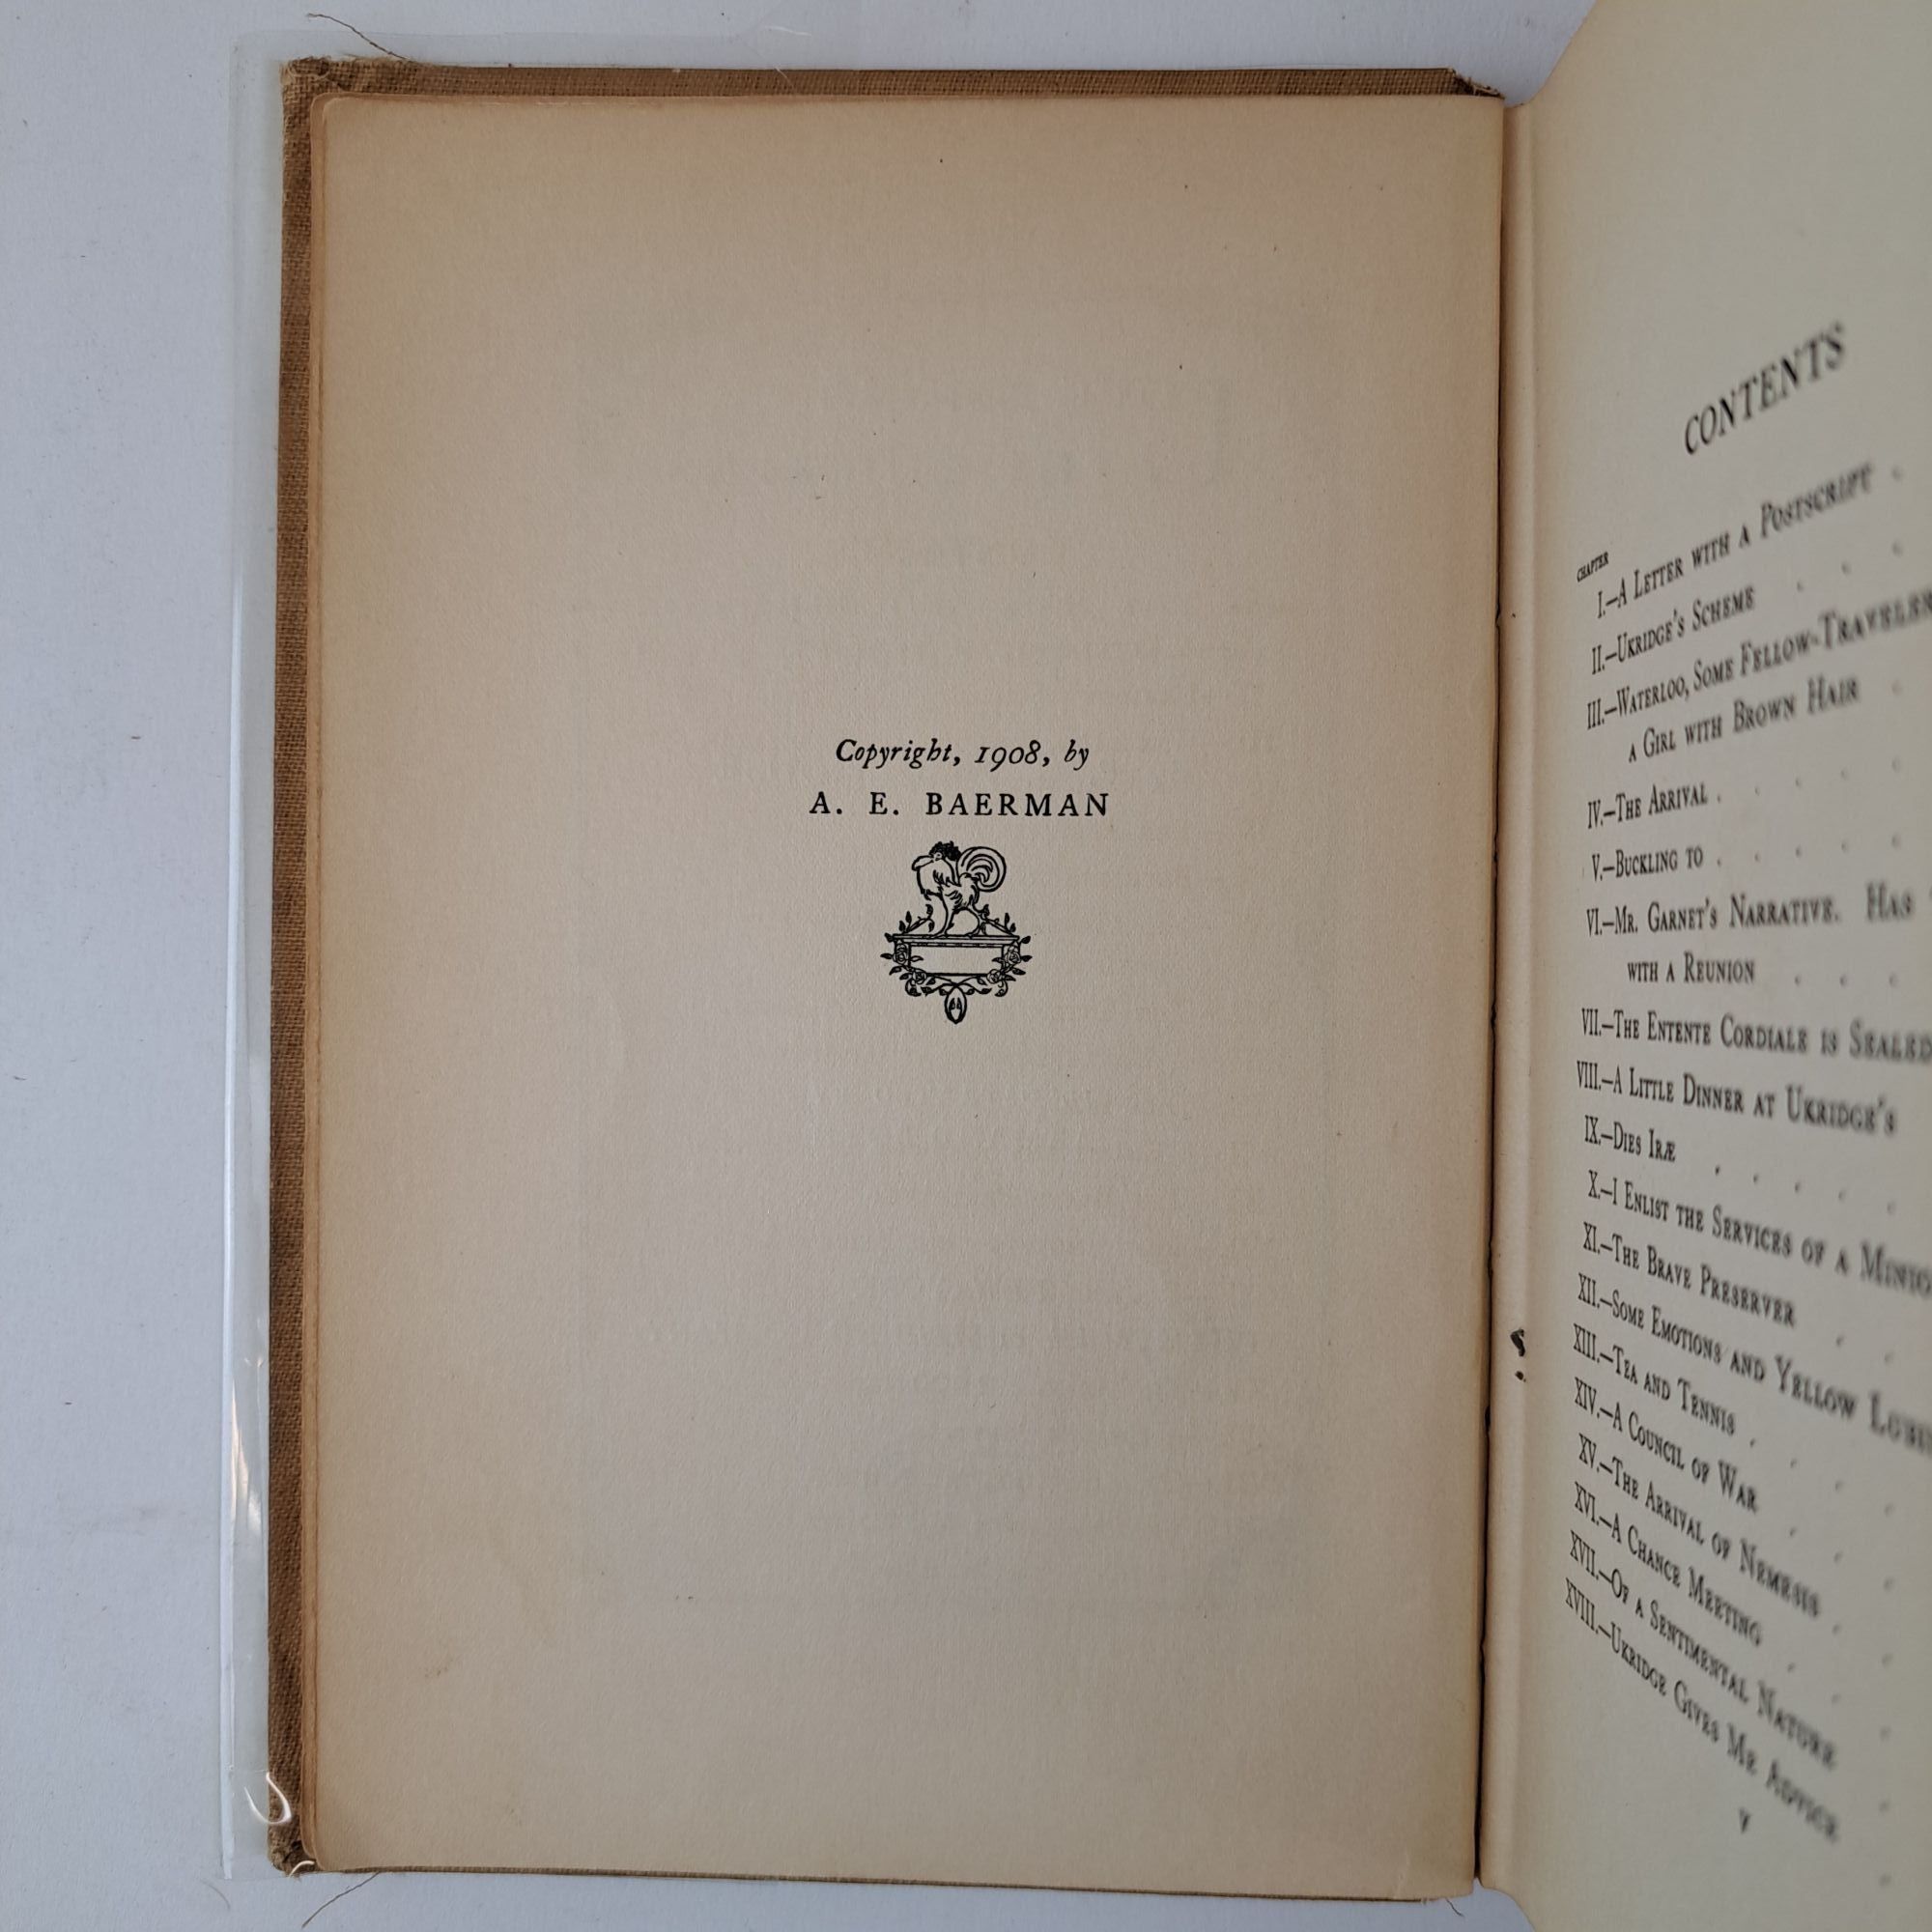 Copyright, 1908, by
A. E. BAERMAN
CONTENTS
CHAPTER
I.—A LETTER WITH A POSTSCRIPT .
II.—UKRIDGE'S SCHEME . . .
III.—WATERLOO, SOME FELLOW-TRAVELER
A GIRL WITH BROWN HAIR .
IV.—THE ARRIVAL . . . . .
V.—BUCKLING TO . . . . .
VI.—MR. GARNET'S NARRATIVE. HAS
WITH A REUNION . . .
VII.—THE ENTENTE CORDIALE IS SEALED
VIII.—A LITTLE DINNER AT UKRIDGE'S
IX.—DIES IRÆ . . . . .
X.—I ENLIST THE SERVICES OF A MINIO
XI.—THE BRAVE PRESERVER . .
XII.—SOME EMOTIONS AND YELLOW LUBI
XIII.—TEA AND TENNIS . . . .
XIV.—A COUNCIL OF WAR . . .
XV.—THE ARRIVAL OF NEMESIS . .
XVI.—A CHANCE MEETING . . .
XVII.—OF A SENTIMENTAL NATURE .
XVIII.—UKRIDGE GIVES ME ADVICE .
v